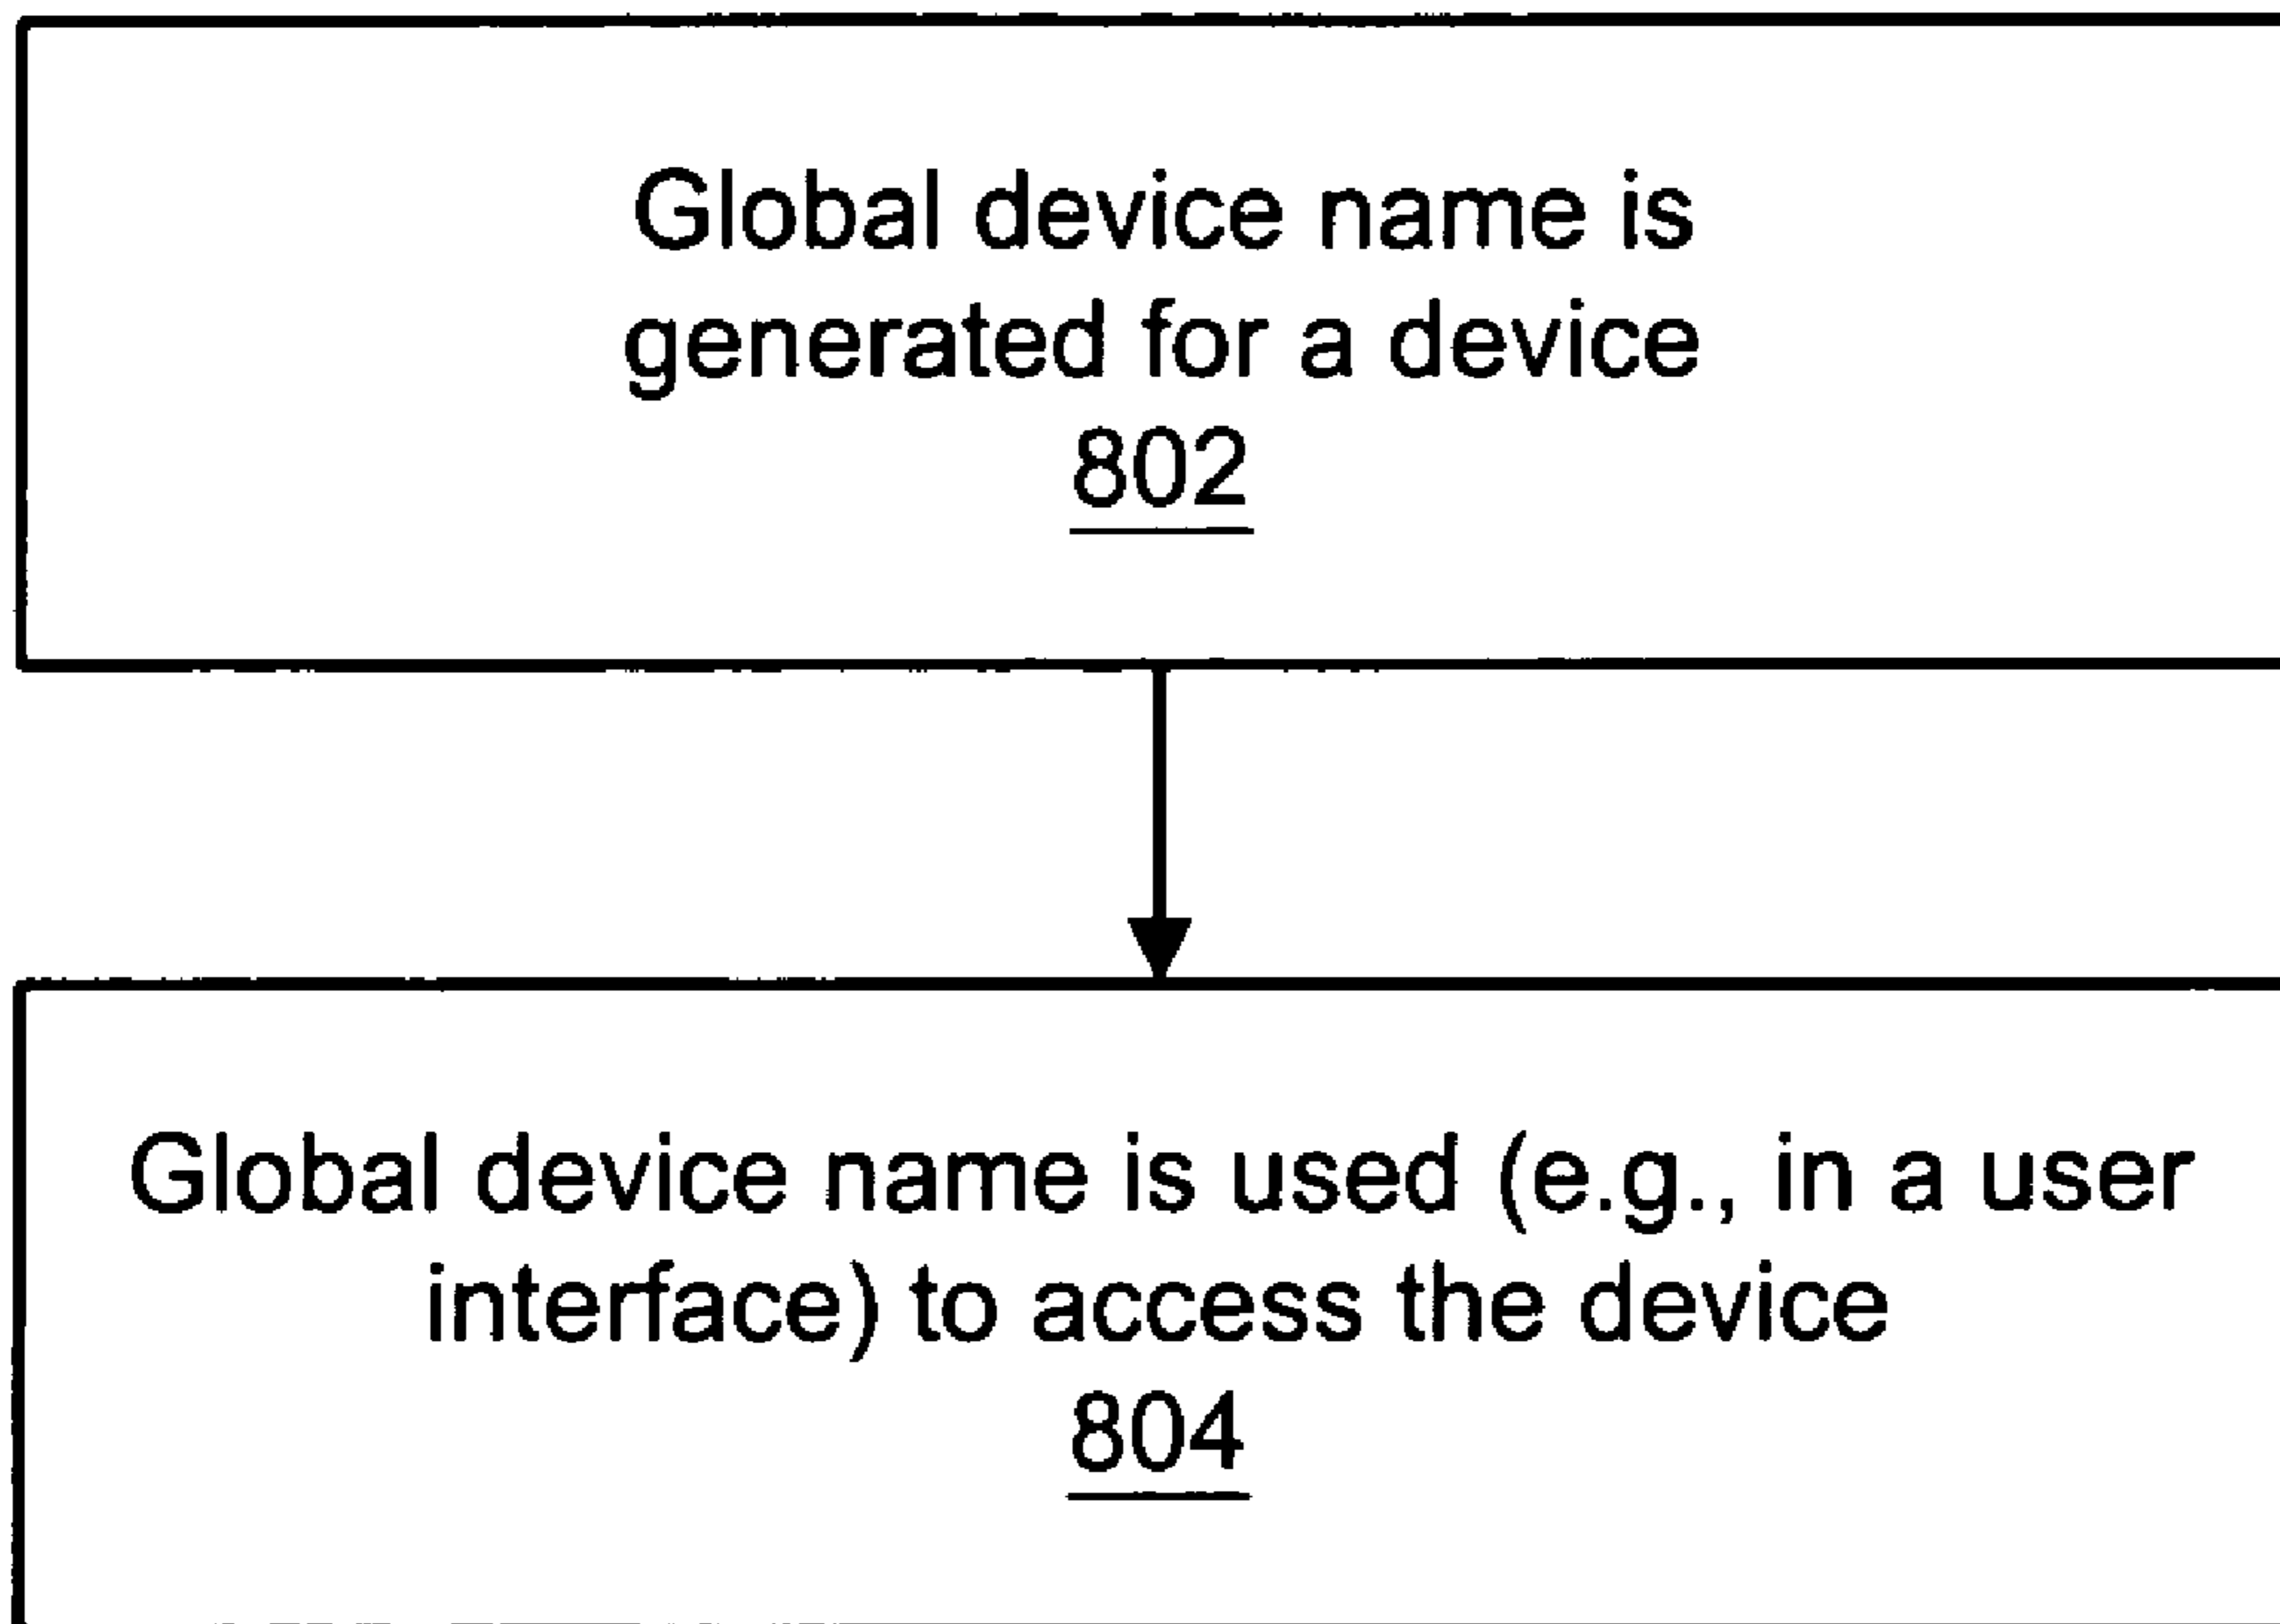 Global device name is
generated for a device
802
Global device name is used (e.g., in a user
interface) to access the device
804